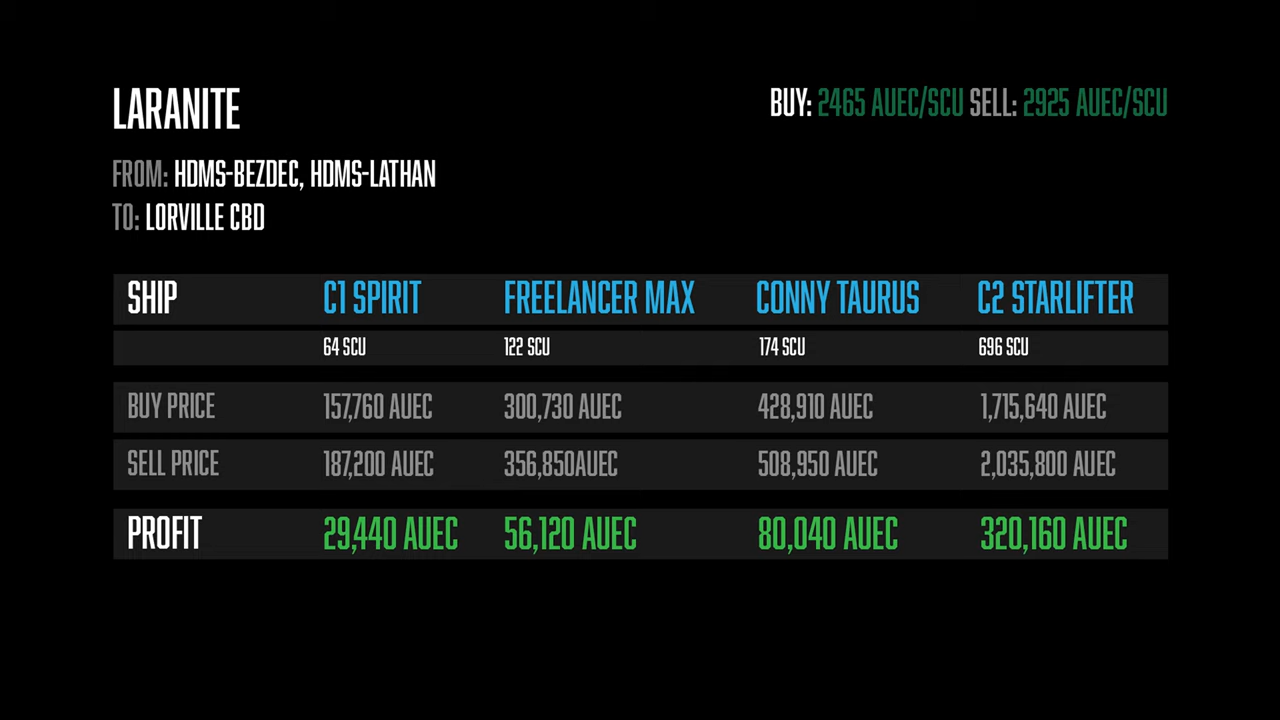 LARANITE
BUY: 2465 AUEC/SCU SELL: 2925 AUEC/SCU
FROM: HDMS-BEZDEC, HDMS-LATHAN
TO: LORVILLE CBD
SHIP C1 SPIRIT FREELANCER MAX CONNY TAURUS C2 STARLIFTER
64 SCU 122 SCU 174 SCU 696 SCU
BUY PRICE 157,760 AUEC 300,730 AUEC 428,910 AUEC 1,715,640 AUEC
SELL PRICE 187,200 AUEC 356,850AUEC 508,950 AUEC 2,035,800 AUEC
PROFIT 29,440 AUEC 56,120 AUEC 80,040 AUEC 320,160 AUEC